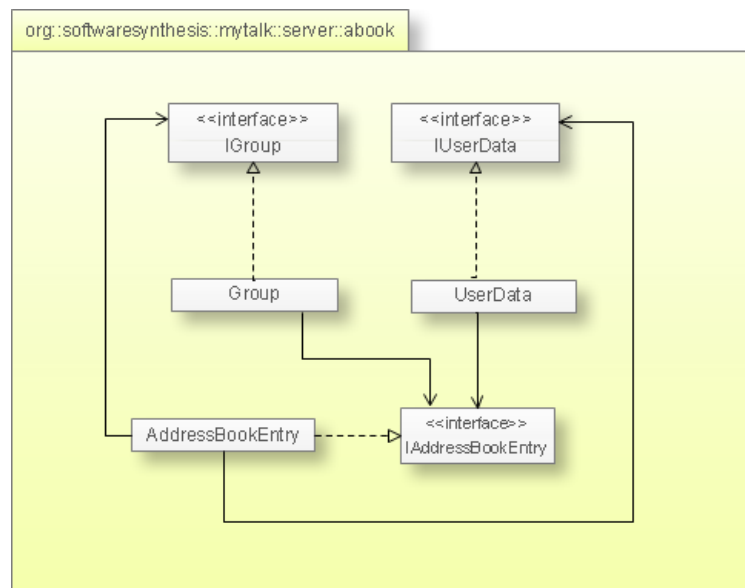 org::softwaresynthesis::mytalk::server::abook
<<interface>>
IGroup
<<interface>>
IUserData
Group
UserData
AddressBookEntry
<<interface>>
IAddressBookEntry